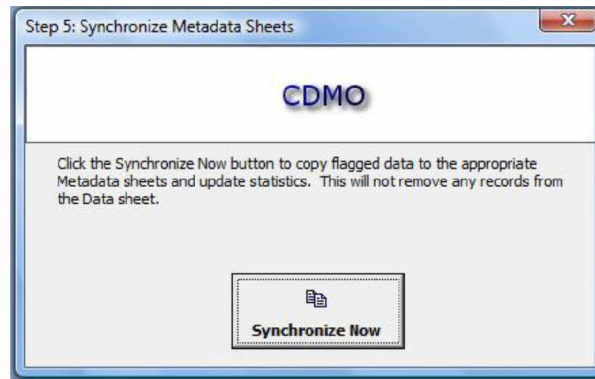 Step 5: Synchronize Metadata Sheets
CDMO
Click the Synchronize Now button to copy flagged data to the appropriate
Metadata sheets and update statistics. This will not remove any records from
the Data sheet.
Synchronize Now